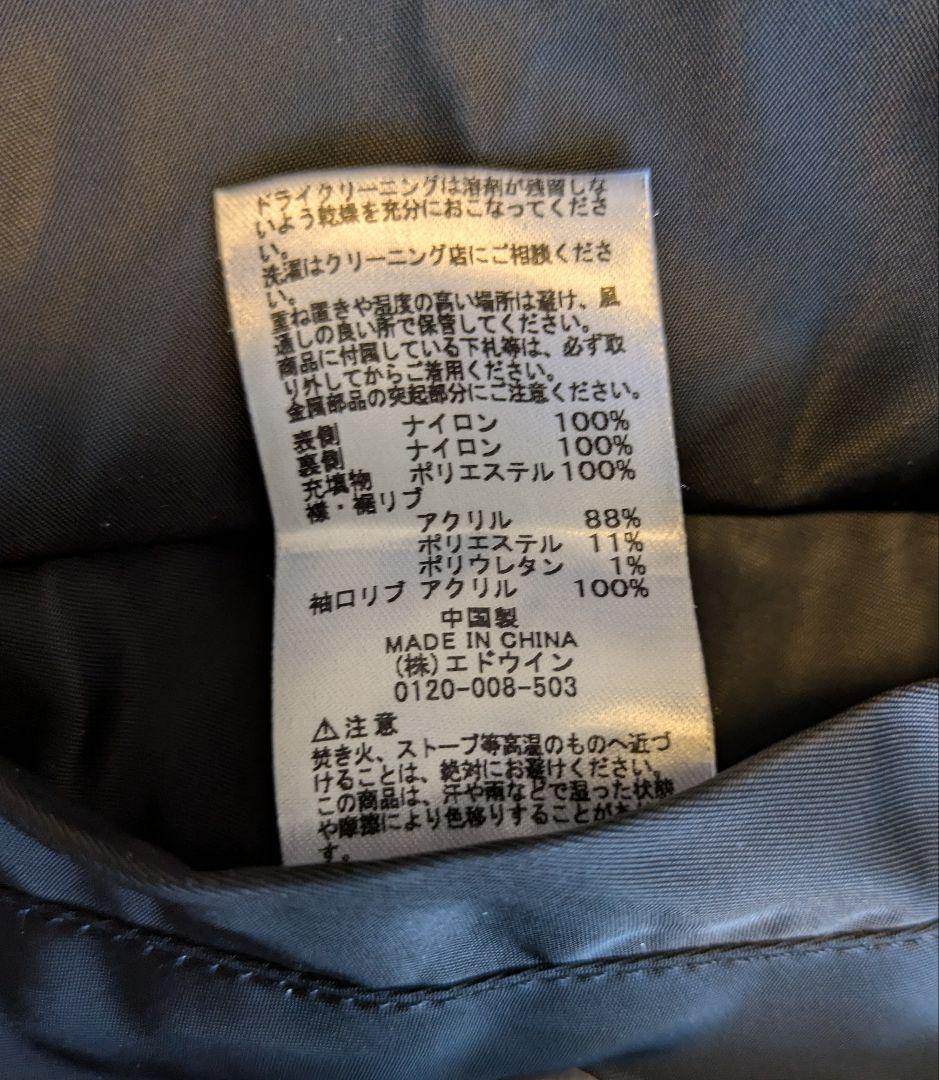 ドライクリーニングは溶剤が残留しな
いよう乾燥を充分におこなってくださ
い。
洗濯はクリーニング店にご相談くださ
い。
重ね置きや湿度の高い場所は避け、風
通しの良い所で保管してください。
商品に付属している下札等は、必ず取
り外してからご着用ください。
金属部品の突起部分にご注意ください。
表側 ナイロン 100%
裏側 ナイロン 100%
充填物 ポリエステル 100%
襟・裾リブ
アクリル 88%
ポリエステル 11%
ポリウレタン 1%
袖口リブ アクリル 100%
中国製
MADE IN CHINA
(株)エドウイン
0120-008-503
⚠注意
焚き火、ストーブ等高温のものへ近づ
けることは、絶対にお避けください。
この商品は、汗や雨などで湿った状態
や摩擦により色移りすることがあ
す。